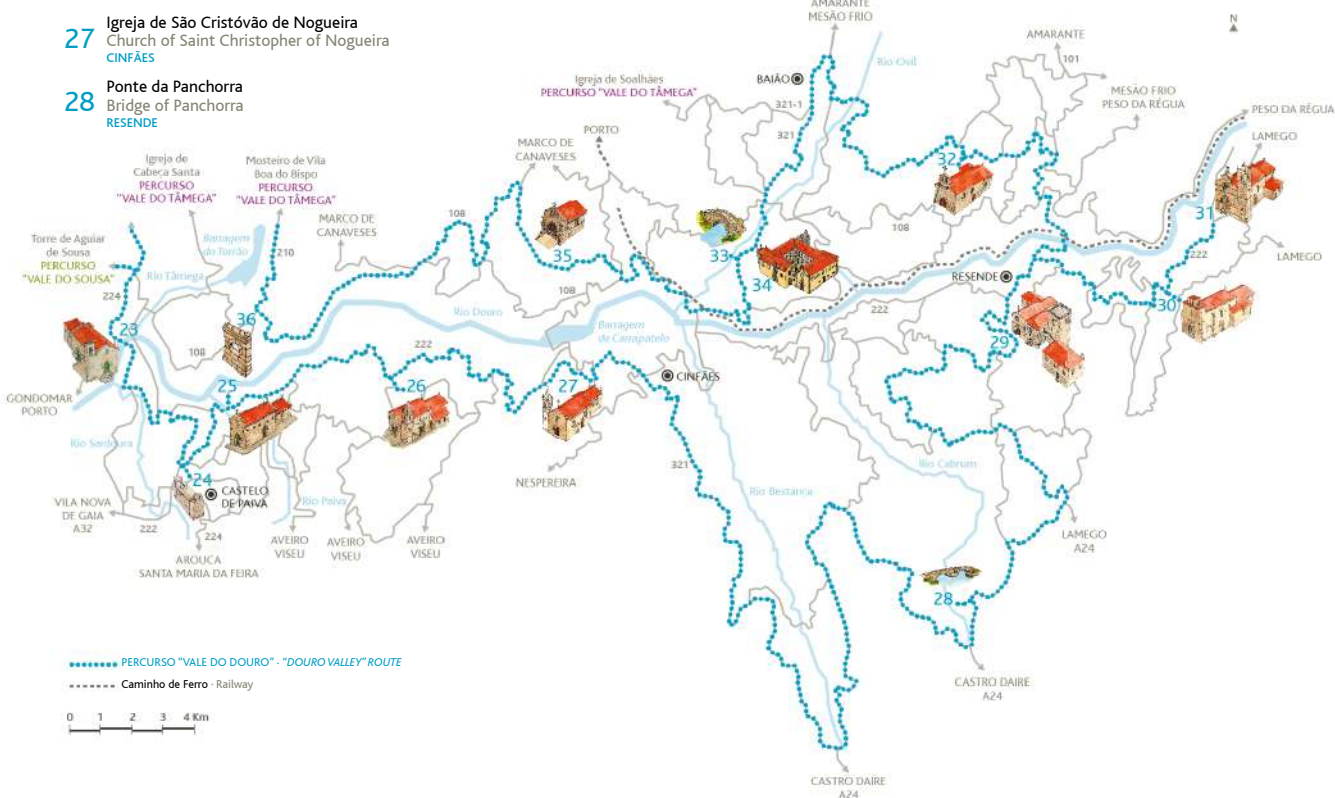 27
Igreja de São Cristóvão de Nogueira
Church of Saint Christopher of Nogueira
CINFÃES
28
Ponte da Panchorra
Bridge of Panchorra
RESENDE
AMARANTE
MESÃO FRIO
N
Rio Ovil
AMARANTE
101
BAIÃO
Igreja de Soalhães
PERCURSO "VALE DO TÂMEGA"
321-1
321
MESÃO FRIO
PESO DA RÉGUA
PESO DA RÉGUA
LAMEGO
PORTO
MARCO DE
CANAVESES
Igreja de
Cabeça Santa
PERCURSO
"VALE DO TÂMEGA"
Mosteiro de Vila
Boa do Bispo
PERCURSO
"VALE DO TÂMEGA"
32
31
MARCO DE
CANAVESES
108
108
Torre de Aguiar
de Sousa
PERCURSO
"VALE DO SOUSA"
Barragem
do Torrão
210
Rio Tâmega
224
35
33
34
222
LAMEGO
RESENDE
108
222
30
Rio Douro
Barragem
de Carrapatelo
23
36
108
222
29
25
26
27
CINFÃES
GONDOMAR
PORTO
Rio Sardoura
24
CASTELO
DE PAIVA
Rio Paiva
NESPEREIRA
321
Rio Bestança
Rio Cabrum
VILA NOVA
DE GAIA
A32
222
224
AROUCA
SANTA MARIA DA FEIRA
AVEIRO
VISEU
AVEIRO
VISEU
AVEIRO
VISEU
LAMEGO
A24
28
CASTRO DAIRE
A24
PERCURSO "VALE DO DOURO" · "DOURO VALLEY" ROUTE
Caminho de Ferro · Railway
0 1 2 3 4 Km
CASTRO DAIRE
A24